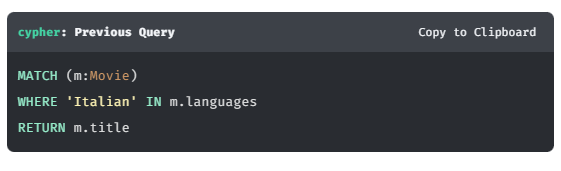 cypher: Previous Query
Copy to Clipboard
MATCH (m:Movie)
WHERE 'Italian' IN m.languages
RETURN m.title